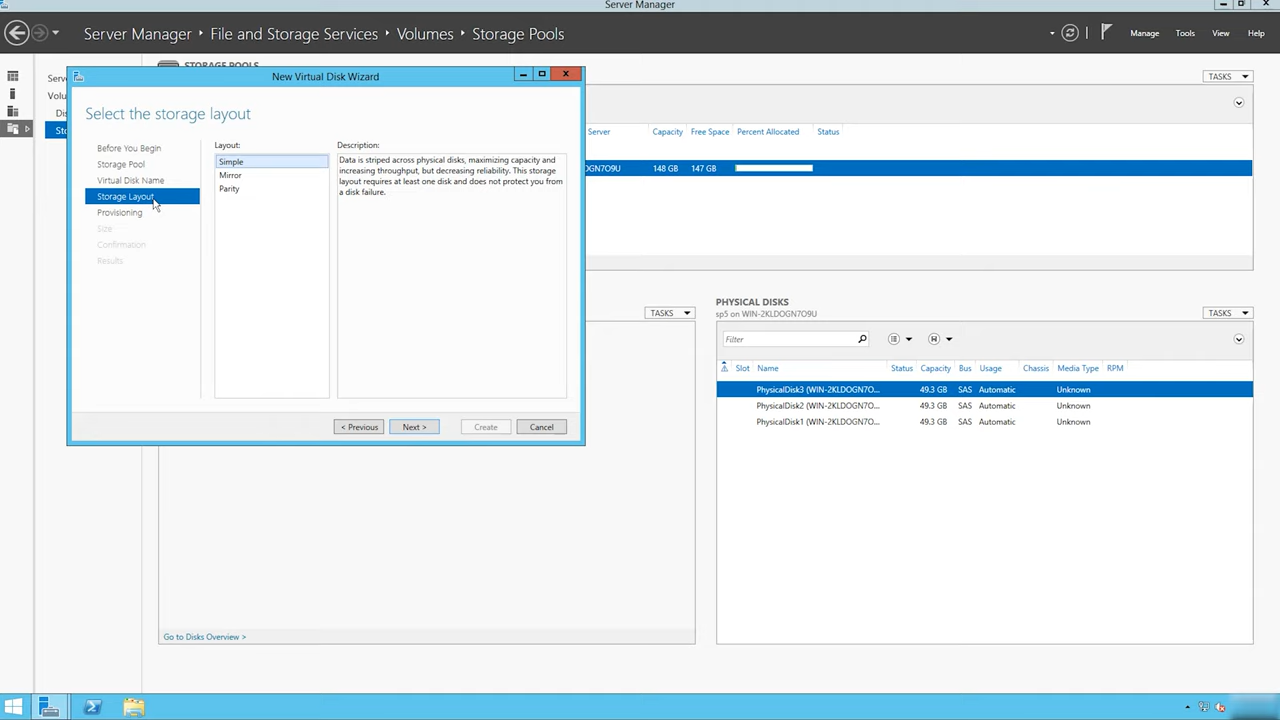 Server Manager
Server Manager › File and Storage Services › Volumes › Storage Pools
Manage
Tools
View
Help
STORAGE POOLS
TASKS
New Virtual Disk Wizard
Select the storage layout
Before You Begin
Storage Pool
Virtual Disk Name
Storage Layout
Provisioning
Size
Confirmation
Results
Layout:
Simple
Mirror
Parity
Description:
Data is striped across physical disks, maximizing capacity and
increasing throughput, but decreasing reliability. This storage
layout requires at least one disk and does not protect you from
a disk failure.
< Previous
Next >
Create
Cancel
Server Capacity Free Space Percent Allocated Status
OGN7O9U 148 GB 147 GB
TASKS
PHYSICAL DISKS
sp5 on WIN-2KLDOGN7O9U
TASKS
Filter
Slot Name Status Capacity Bus Usage Chassis Media Type RPM
PhysicalDisk3 (WIN-2KLDOGN7O... 49.3 GB SAS Automatic Unknown
PhysicalDisk2 (WIN-2KLDOGN7O... 49.3 GB SAS Automatic Unknown
PhysicalDisk1 (WIN-2KLDOGN7O... 49.3 GB SAS Automatic Unknown
Go to Disks Overview >